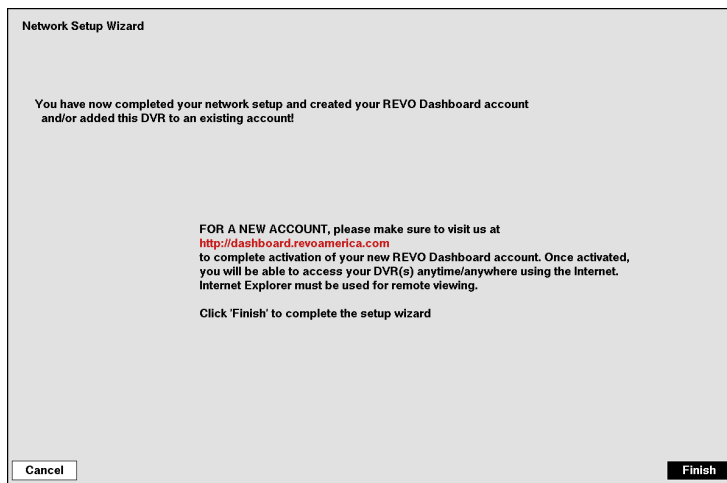 Network Setup Wizard
You have now completed your network setup and created your REVO Dashboard account
and/or added this DVR to an existing account!
FOR A NEW ACCOUNT, please make sure to visit us at
http://dashboard.revoamerica.com
to complete activation of your new REVO Dashboard account. Once activated,
you will be able to access your DVR(s) anytime/anywhere using the Internet.
Internet Explorer must be used for remote viewing.
Click 'Finish' to complete the setup wizard
Cancel
Finish